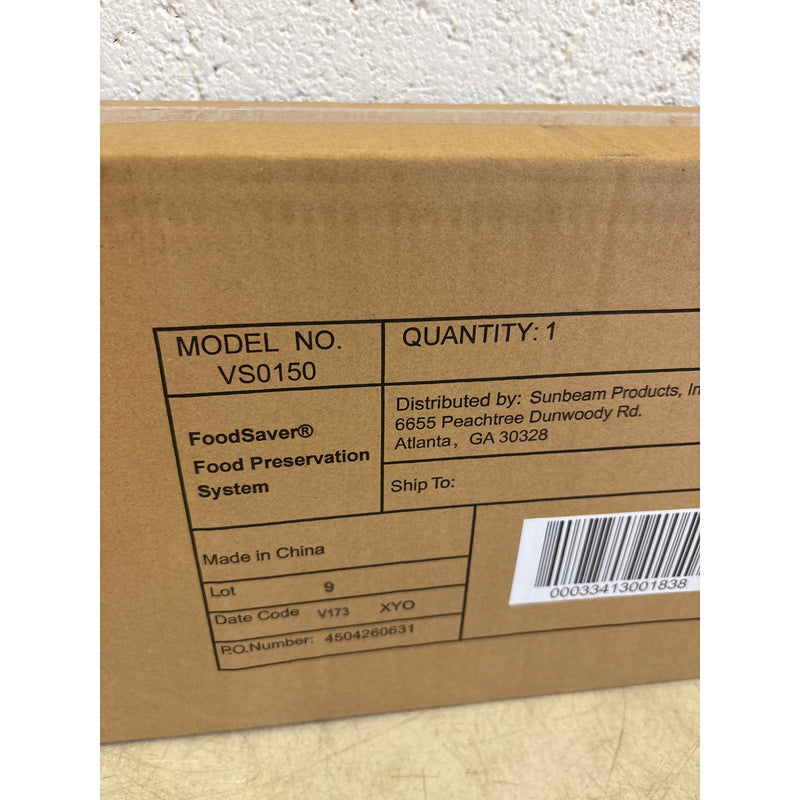 MODEL NO.
VS0150
QUANTITY: 1
FoodSaver®
Food Preservation
System
Distributed by: Sunbeam Products, In
6655 Peachtree Dunwoody Rd.
Atlanta, GA 30328
Ship To:
Made in China
Lot 9
Date Code V173 XYO
P.O.Number: 4504260631
00033413001838